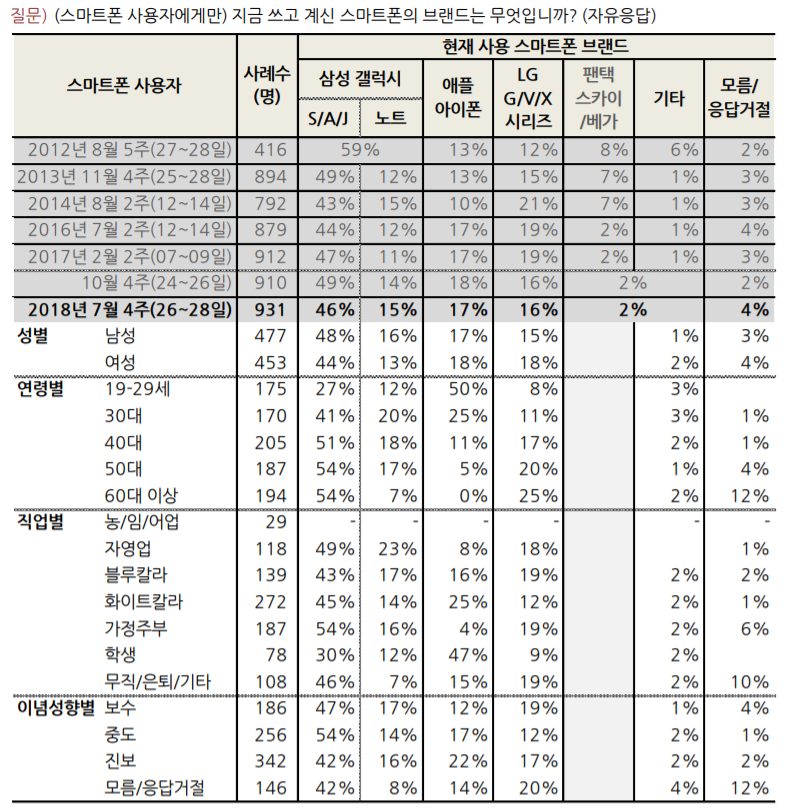 질문) (스마트폰 사용자에게만) 지금 쓰고 계신 스마트폰의 브랜드는 무엇입니까? (자유응답)
스마트폰 사용자 사례수 (명) 현재 사용 스마트폰 브랜드
삼성 갤럭시 애플 아이폰 LG G/V/X 시리즈 팬택 스카이 /베가 기타 모름/ 응답거절
S/A/J 노트
2012년 8월 5주(27~28일) 416 59% 13% 12% 8% 6% 2%
2013년 11월 4주(25~28일) 894 49% 12% 13% 15% 7% 1% 3%
2014년 8월 2주(12~14일) 792 43% 15% 10% 21% 7% 1% 3%
2016년 7월 2주(12~14일) 879 44% 12% 17% 19% 2% 1% 4%
2017년 2월 2주(07~09일) 912 47% 11% 17% 19% 2% 1% 3%
10월 4주(24~26일) 910 49% 14% 18% 16% 2% 2%
2018년 7월 4주(26~28일) 931 46% 15% 17% 16% 2% 4%
성별 남성 477 48% 16% 17% 15% 1% 3%
여성 453 44% 13% 18% 18% 2% 4%
연령별 19-29세 175 27% 12% 50% 8% 3%
30대 170 41% 20% 25% 11% 3% 1%
40대 205 51% 18% 11% 17% 2% 1%
50대 187 54% 17% 5% 20% 1% 4%
60대 이상 194 54% 7% 0% 25% 2% 12%
직업별 농/임/어업 29 - - - - - -
자영업 118 49% 23% 8% 18% 1%
블루칼라 139 43% 17% 16% 19% 2% 2%
화이트칼라 272 45% 14% 25% 12% 2% 1%
가정주부 187 54% 16% 4% 19% 2% 6%
학생 78 30% 12% 47% 9% 2%
무직/은퇴/기타 108 46% 7% 15% 19% 2% 10%
이념성향별 보수 186 47% 17% 12% 19% 1% 4%
중도 256 54% 14% 17% 12% 2% 1%
진보 342 42% 16% 22% 17% 2% 2%
모름/응답거절 146 42% 8% 14% 20% 4% 12%